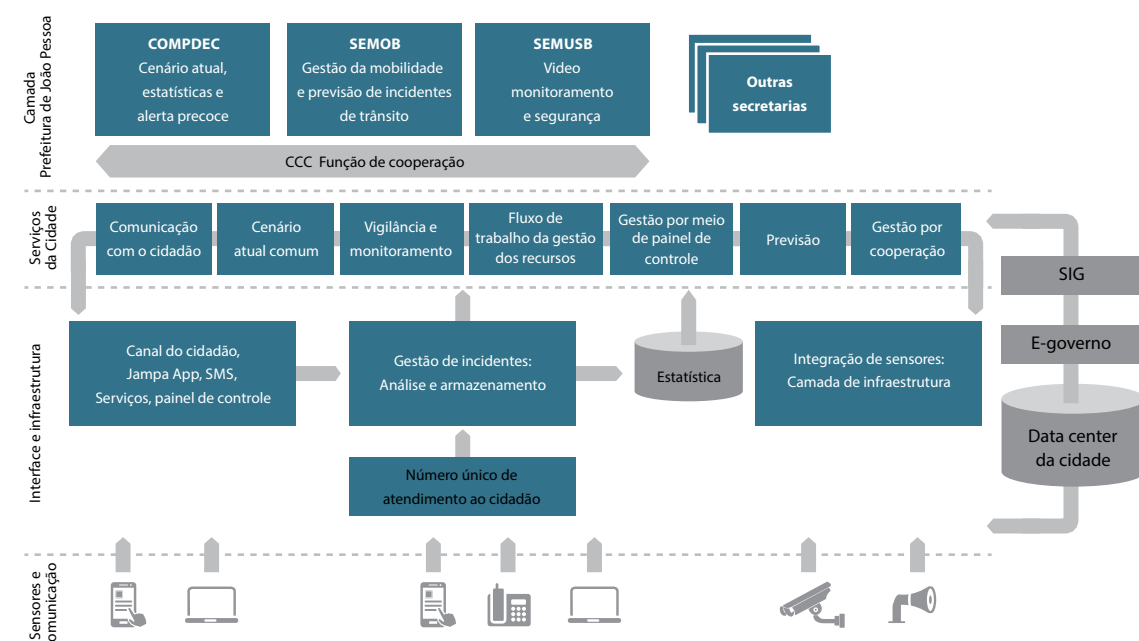 Camada
Prefeitura de João Pessoa
COMPDEC
Cenário atual,
estatísticas e
alerta precoce
SEMOB
Gestão da mobilidade
e previsão de incidentes
de trânsito
SEMUSB
Video
monitoramento
e segurança
Outras
secretarias
CCC Função de cooperação
Serviços
da Cidade
Comunicação
com o cidadão
Cenário
atual comum
Vigilância e
monitoramento
Fluxo de
trabalho da gestão
dos recursos
Gestão por meio
de painel de
controle
Previsão
Gestão por
cooperação
SIG
E-governo
Data center
da cidade
Interface e infraestrutura
Canal do cidadão,
Jampa App, SMS,
Serviços, painel de controle
Gestão de incidentes:
Análise e armazenamento
Estatística
Integração de sensores:
Camada de infraestrutura
Número único de
atendimento ao cidadão
Sensores e
omunicação